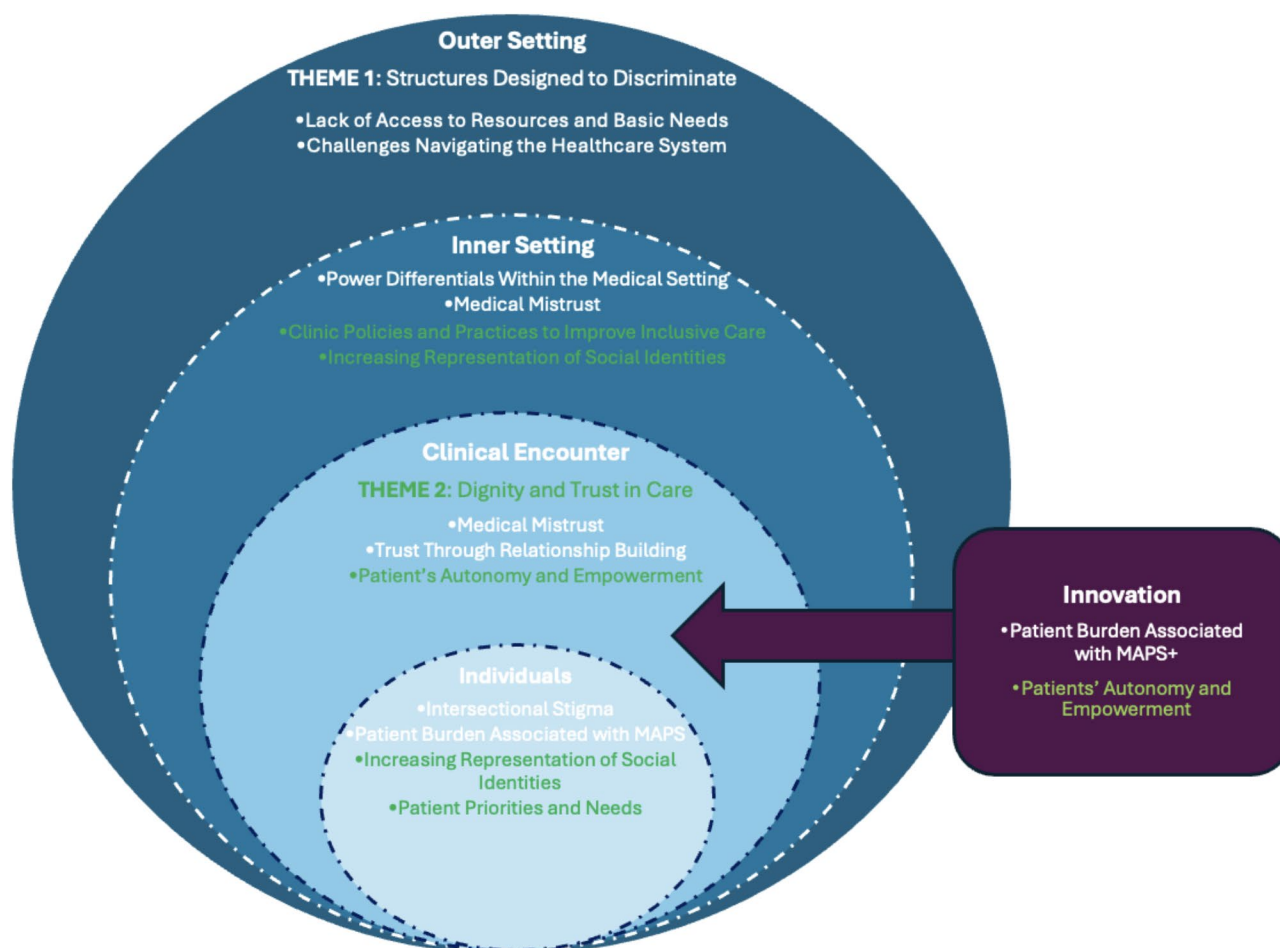 Outer Setting
THEME 1: Structures Designed to Discriminate
•Lack of Access to Resources and Basic Needs
•Challenges Navigating the Healthcare System
Inner Setting
•Power Differentials Within the Medical Setting
•Medical Mistrust
•Clinic Policies and Practices to Improve Inclusive Care
•Increasing Representation of Social Identities
Clinical Encounter
THEME 2: Dignity and Trust in Care
•Medical Mistrust
•Trust Through Relationship Building
•Patient's Autonomy and Empowerment
Individuals
•Intersectional Stigma
•Patient Burden Associated with MAPS
•Increasing Representation of Social
Identities
•Patient Priorities and Needs
Innovation
•Patient Burden Associated
with MAPS+
•Patients' Autonomy and
Empowerment